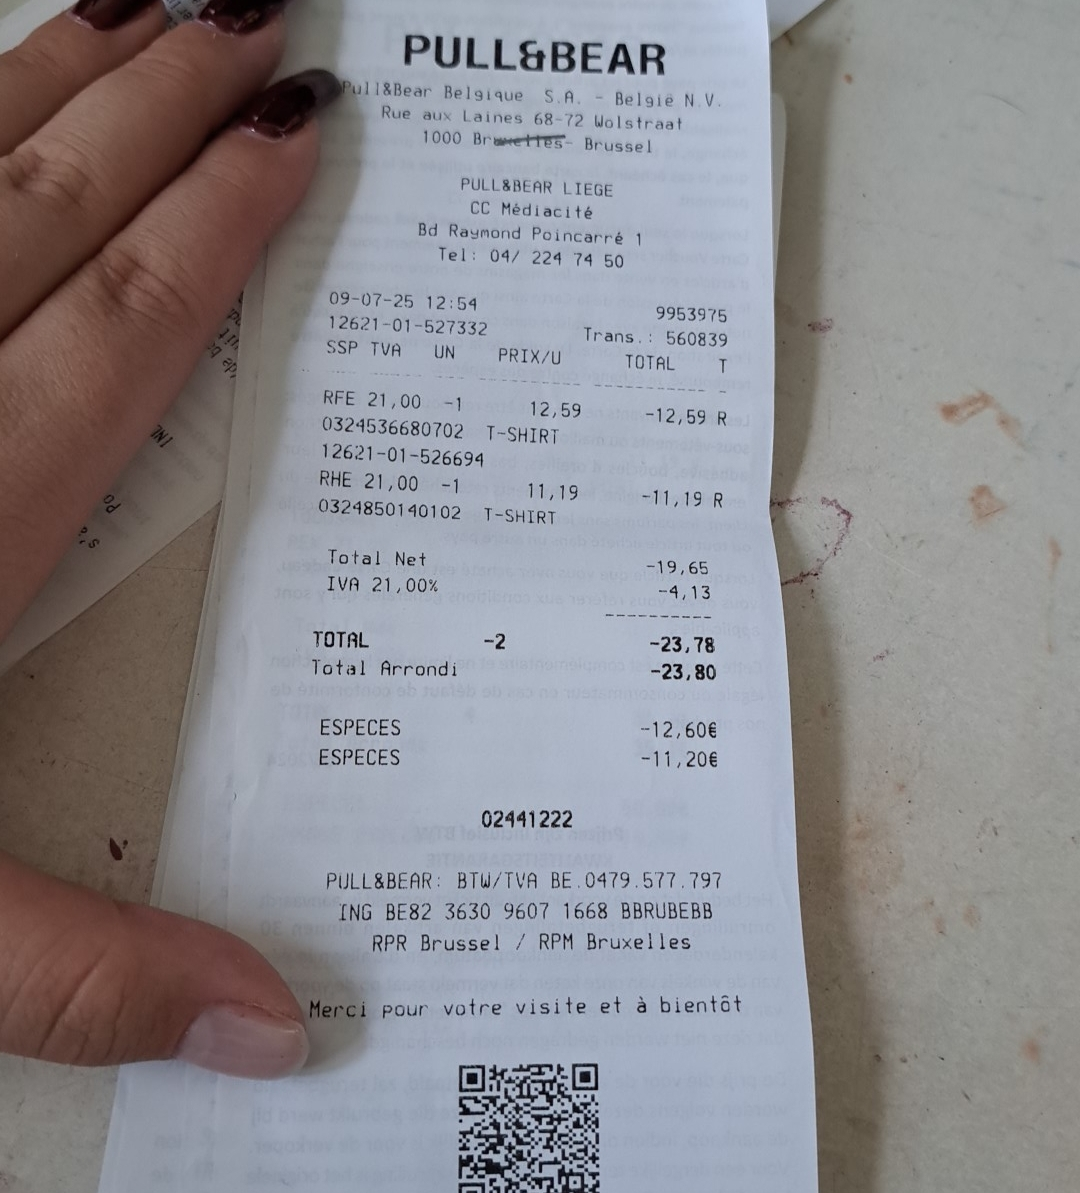 PULL&BEAR
Pull&Bear Belgique S.A. - België N.V.
Rue aux Laines 68-72 Wolstraat
1000 Bruxelles- Brussel
PULL&BEAR LIEGE
CC Médiacité
Bd Raymond Poincarré 1
Tel: 04/ 224 74 50
09-07-25 12:54 9953975
12621-01-527332 Trans.: 560839
SSP TVA UN PRIX/U TOTAL T
RFE 21,00 -1 12,59 -12,59 R
0324536680702 T-SHIRT
12621-01-526694
RHE 21,00 -1 11,19 -11,19 R
0324850140102 T-SHIRT
Total Net -19,65
IVA 21,00% -4,13
TOTAL -2 -23,78
Total Arrondi -23,80
ESPECES -12,60€
ESPECES -11,20€
02441222
PULL&BEAR: BTW/TVA BE.0479.577.797
ING BE82 3630 9607 1668 BBRUBEBB
RPR Brussel / RPM Bruxelles
Merci pour votre visite et à bientôt